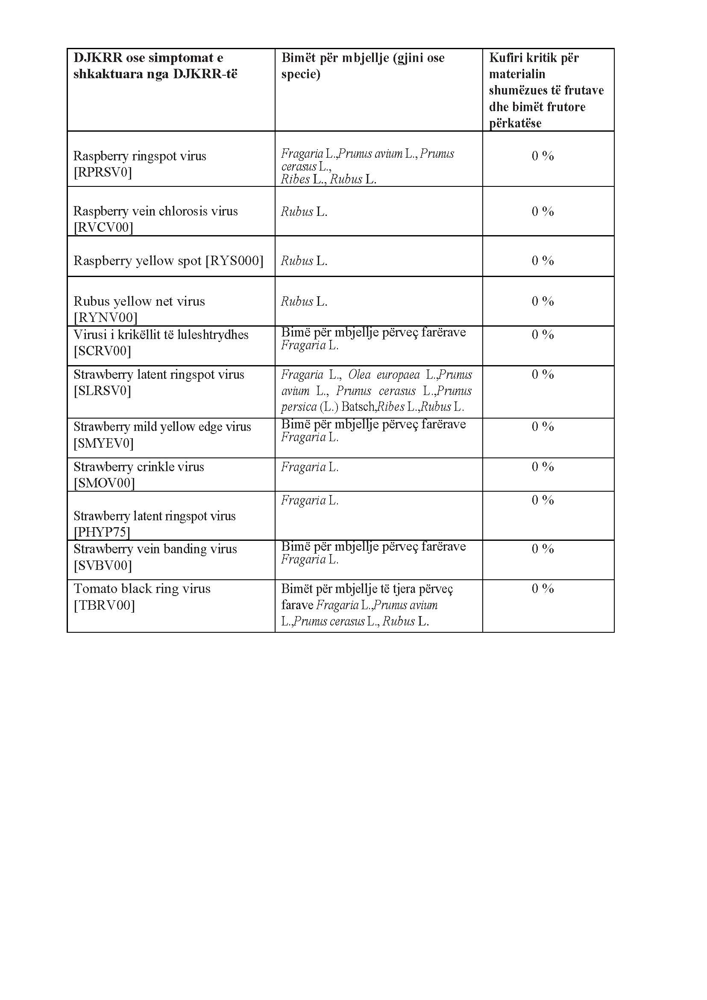 DJKRR ose simptomat e
shkaktuara nga DJKRR-të
Bimët për mbjellje (gjini ose
specie)
Kufiri kritik për
materialin
shumëzues të frutave
dhe bimët frutore
përkatëse
Raspberry ringspot virus
[RPRSV0]
Fragaria L.,Prunus avium L., Prunus
cerasus L.,
Ribes L., Rubus L.
0 %
Raspberry vein chlorosis virus
[RVCV00]
Rubus L.
0 %
Raspberry yellow spot [RYS000]
Rubus L.
0 %
Rubus yellow net virus
[RYNV00]
Rubus L.
0 %
Virusi i krikëllit të luleshtrydhes
[SCRV00]
Bimë për mbjellje përveç farërave
Fragaria L.
0 %
Strawberry latent ringspot virus
[SLRSV0]
Fragaria L., Olea europaea L.,Prunus
avium L., Prunus cerasus L.,Prunus
persica (L.) Batsch,Ribes L.,Rubus L.
0 %
Strawberry mild yellow edge virus
[SMYEV0]
Bimë për mbjellje përveç farërave
Fragaria L.
0 %
Strawberry crinkle virus
[SMOV00]
Fragaria L.
0 %
Strawberry latent ringspot virus
[PHYP75]
Fragaria L.
0 %
Strawberry vein banding virus
[SVBV00]
Bimë për mbjellje përveç farërave
Fragaria L.
0 %
Tomato black ring virus
[TBRV00]
Bimët për mbjellje të tjera përveç
farave Fragaria L.,Prunus avium
L.,Prunus cerasus L., Rubus L.
0 %